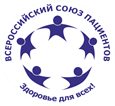 ВСЕРОССИЙСКИЙ СОЮЗ ПАЦИЕНТОВ
Здоровье для всех!